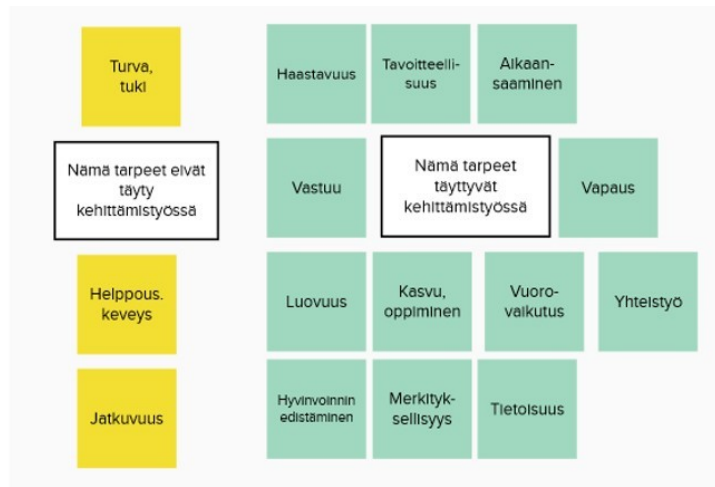 Turva,
tuki
Nämä tarpeet eivät
täyty
kehittämistyössä
Helppous.
keveys
Jatkuvuus
Haastavuus
Tavoitteelli-
suus
Aikaan-
saaminen
Vastuu
Nämä tarpeet
täyttyvät
kehittämistyössä
Vapaus
Luovuus
Kasvu,
oppiminen
Vuoro-
vaikutus
Yhteistyö
Hyvinvoinnin
edistäminen
Merkityk-
sellisyys
Tietoisuus